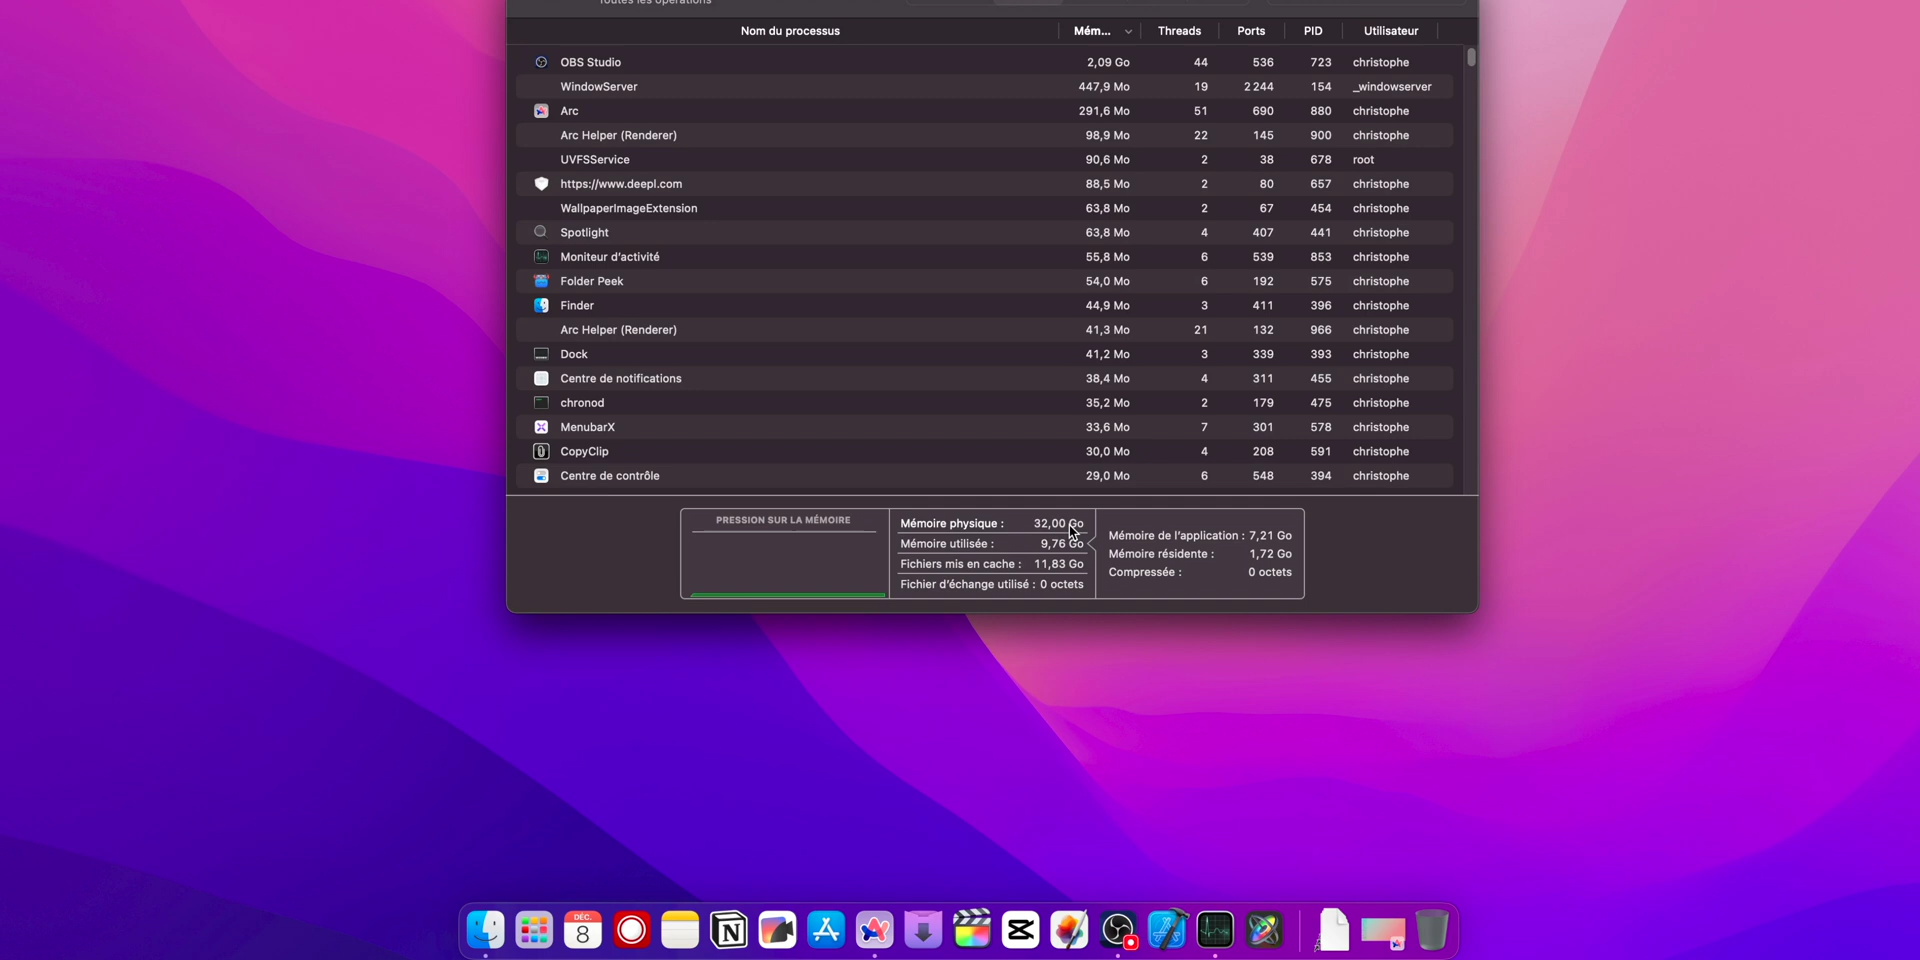 Toutes les opérations
Nom du processus Mém... Threads Ports PID Utilisateur
OBS Studio 2,09 Go 44 536 723 christophe
WindowServer 447,9 Mo 19 2 244 154 _windowserver
Arc 291,6 Mo 51 690 880 christophe
Arc Helper (Renderer) 98,9 Mo 22 145 900 christophe
UVFSService 90,6 Mo 2 38 678 root
https://www.deepl.com 88,5 Mo 2 80 657 christophe
WallpaperImageExtension 63,8 Mo 2 67 454 christophe
Spotlight 63,8 Mo 4 407 441 christophe
Moniteur d'activité 55,8 Mo 6 539 853 christophe
Folder Peek 54,0 Mo 6 192 575 christophe
Finder 44,9 Mo 3 411 396 christophe
Arc Helper (Renderer) 41,3 Mo 21 132 966 christophe
Dock 41,2 Mo 3 339 393 christophe
Centre de notifications 38,4 Mo 4 311 455 christophe
chronod 35,2 Mo 2 179 475 christophe
MenubarX 33,6 Mo 7 301 578 christophe
CopyClip 30,0 Mo 4 208 591 christophe
Centre de contrôle 29,0 Mo 6 548 394 christophe
PRESSION SUR LA MÉMOIRE
Mémoire physique : 32,00 Go
Mémoire utilisée : 9,76 Go
Fichiers mis en cache : 11,83 Go
Fichier d'échange utilisé : 0 octets
Mémoire de l'application : 7,21 Go
Mémoire résidente : 1,72 Go
Compressée : 0 octets
DÉC.
8
N